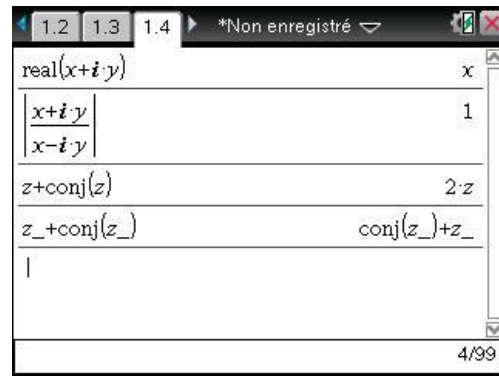 1.2 1.3 1.4 *Non enregistré
real(x+i·y) x
|x+i·y / x−i·y| 1
z+conj(z) 2·z
z_+conj(z_) conj(z_)+z_
4/99